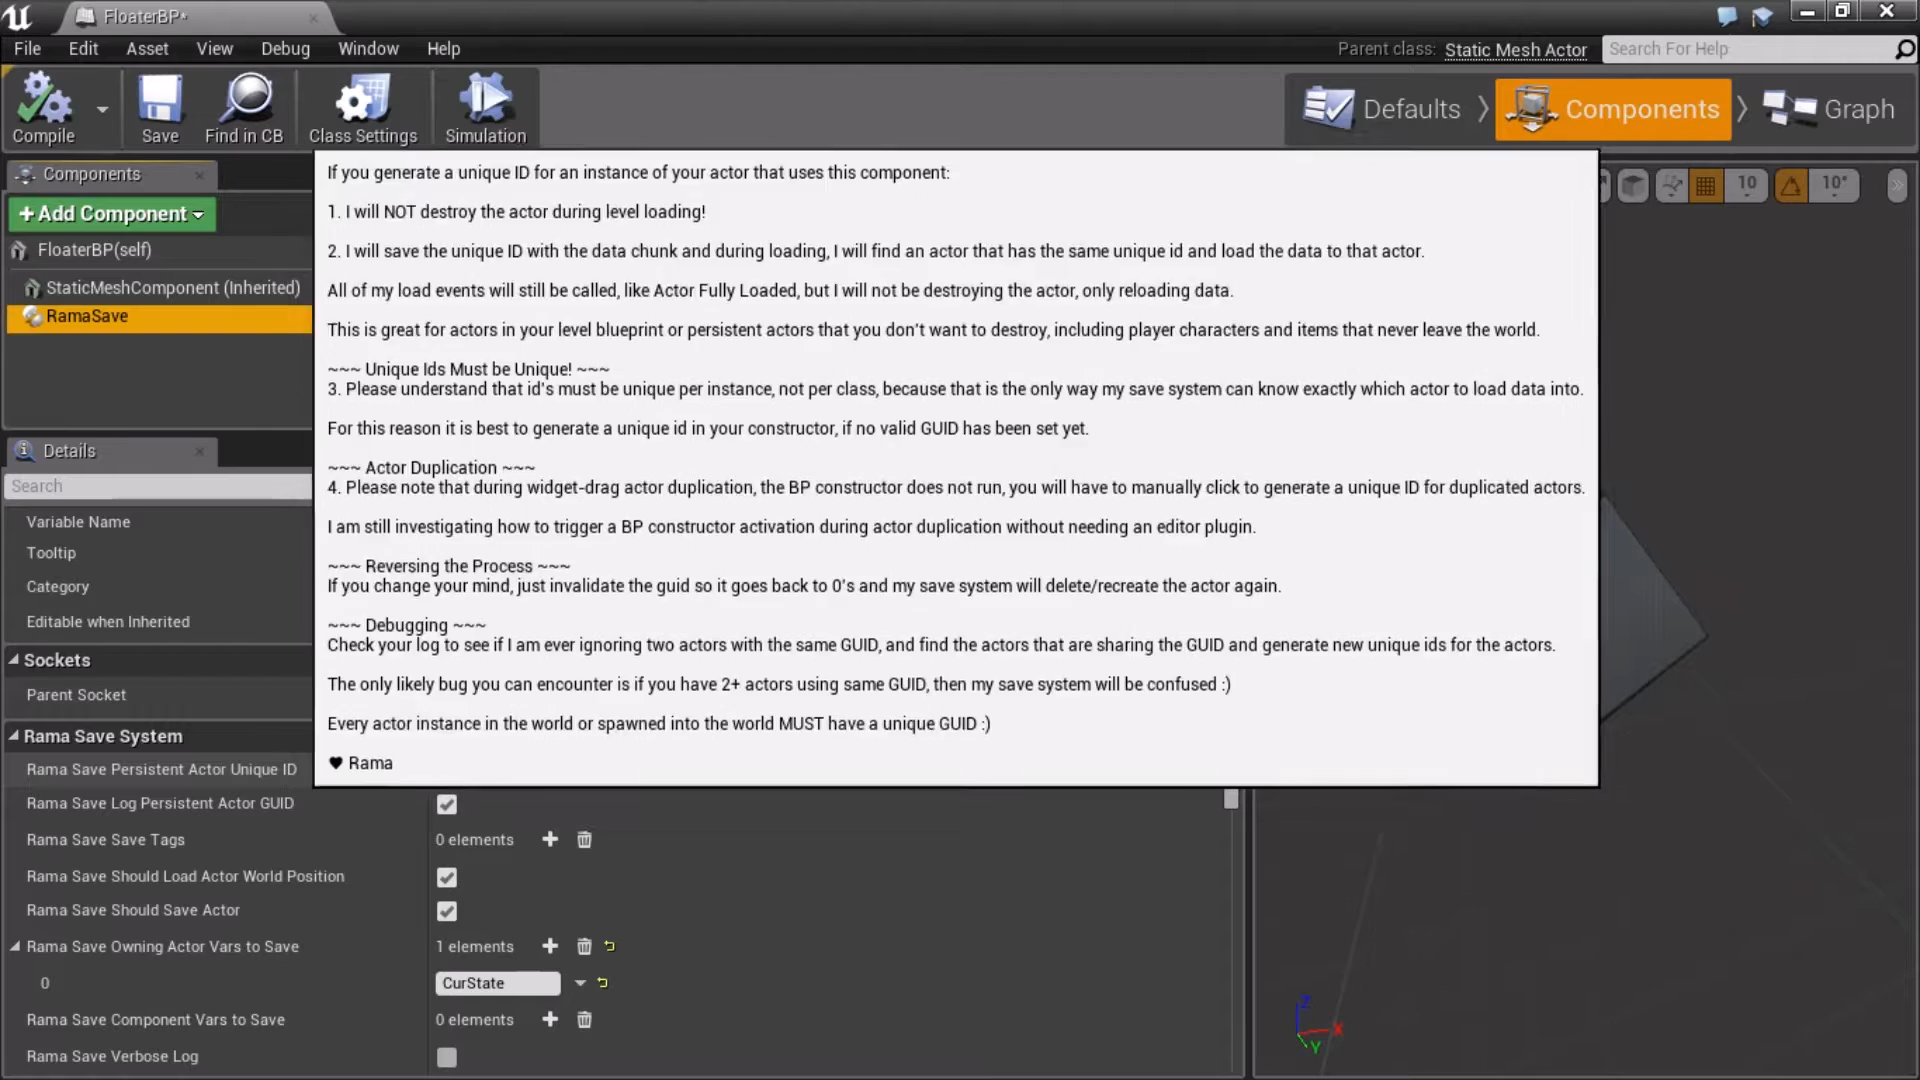 FloaterBP*
File Edit Asset View Debug Window Help
Parent class: Static Mesh Actor
Search For Help
Compile
Save
Find in CB
Class Settings
Simulation
Defaults
Components
Graph
Components
+Add Component
FloaterBP(self)
StaticMeshComponent (Inherited)
RamaSave
10
10°
If you generate a unique ID for an instance of your actor that uses this component:
1. I will NOT destroy the actor during level loading!
2. I will save the unique ID with the data chunk and during loading, I will find an actor that has the same unique id and load the data to that actor.
All of my load events will still be called, like Actor Fully Loaded, but I will not be destroying the actor, only reloading data.
This is great for actors in your level blueprint or persistent actors that you don't want to destroy, including player characters and items that never leave the world.
~~~ Unique Ids Must be Unique! ~~~
3. Please understand that id's must be unique per instance, not per class, because that is the only way my save system can know exactly which actor to load data into.
For this reason it is best to generate a unique id in your constructor, if no valid GUID has been set yet.
~~~ Actor Duplication ~~~
4. Please note that during widget-drag actor duplication, the BP constructor does not run, you will have to manually click to generate a unique ID for duplicated actors.
I am still investigating how to trigger a BP constructor activation during actor duplication without needing an editor plugin.
~~~ Reversing the Process ~~~
If you change your mind, just invalidate the guid so it goes back to 0's and my save system will delete/recreate the actor again.
~~~ Debugging ~~~
Check your log to see if I am ever ignoring two actors with the same GUID, and find the actors that are sharing the GUID and generate new unique ids for the actors.
The only likely bug you can encounter is if you have 2+ actors using same GUID, then my save system will be confused :)
Every actor instance in the world or spawned into the world MUST have a unique GUID :)
♥ Rama
Details
Search
Variable Name
Tooltip
Category
Editable when Inherited
Sockets
Parent Socket
Rama Save System
Rama Save Persistent Actor Unique ID
Rama Save Log Persistent Actor GUID
Rama Save Save Tags 0 elements
Rama Save Should Load Actor World Position
Rama Save Should Save Actor
Rama Save Owning Actor Vars to Save 1 elements
0 CurState
Rama Save Component Vars to Save 0 elements
Rama Save Verbose Log
Z
X
Y